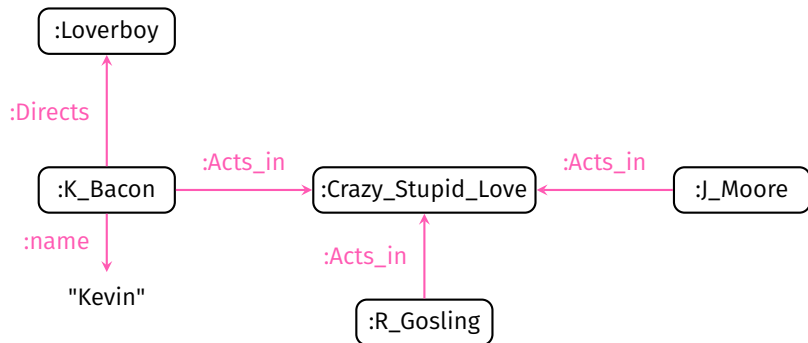 :Loverboy
:Directs
:Acts_in
:Acts_in
:K_Bacon
:Crazy_Stupid_Love
:J_Moore
:name
:Acts_in
"Kevin"
:R_Gosling